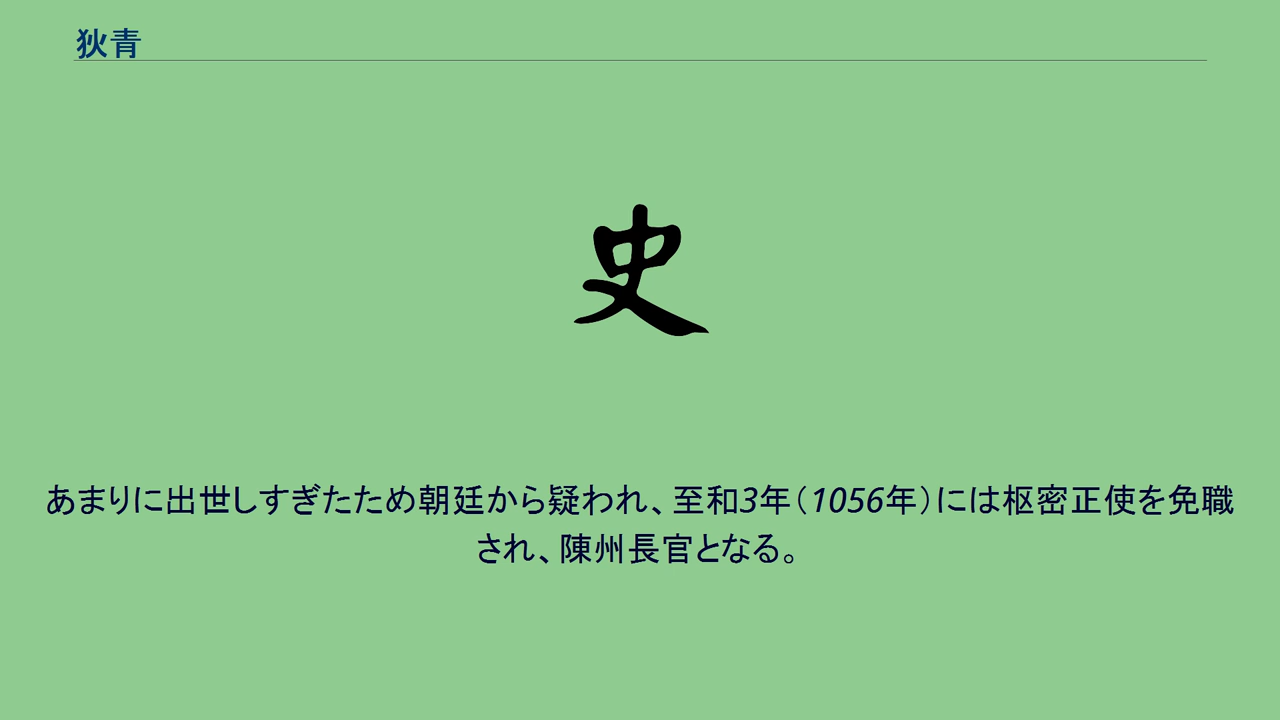 狄青
史
あまりに出世しすぎたため朝廷から疑われ、至和3年（1056年）には枢密正使を免職
され、陳州長官となる。